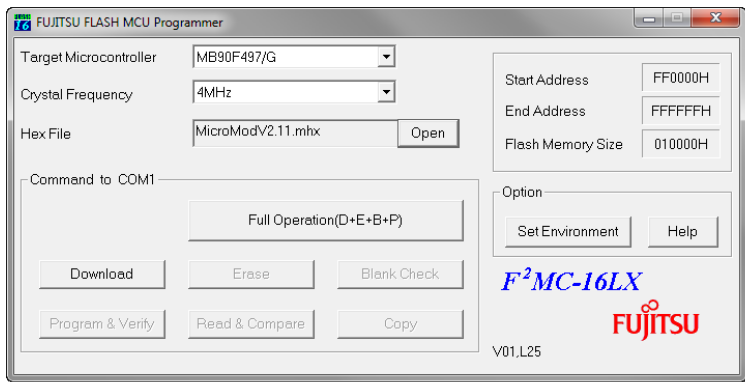 FUJITSU FLASH MCU Programmer
Target Microcontroller MB90F497/G
Crystal Frequency 4MHz
Hex File MicroModV2.11.mhx Open
Start Address FF0000H
End Address FFFFFFH
Flash Memory Size 010000H
Command to COM1
Full Operation(D+E+B+P)
Download Erase Blank Check
Program & Verify Read & Compare Copy
Option
Set Environment Help
F²MC-16LX
FUJITSU
V01,L25